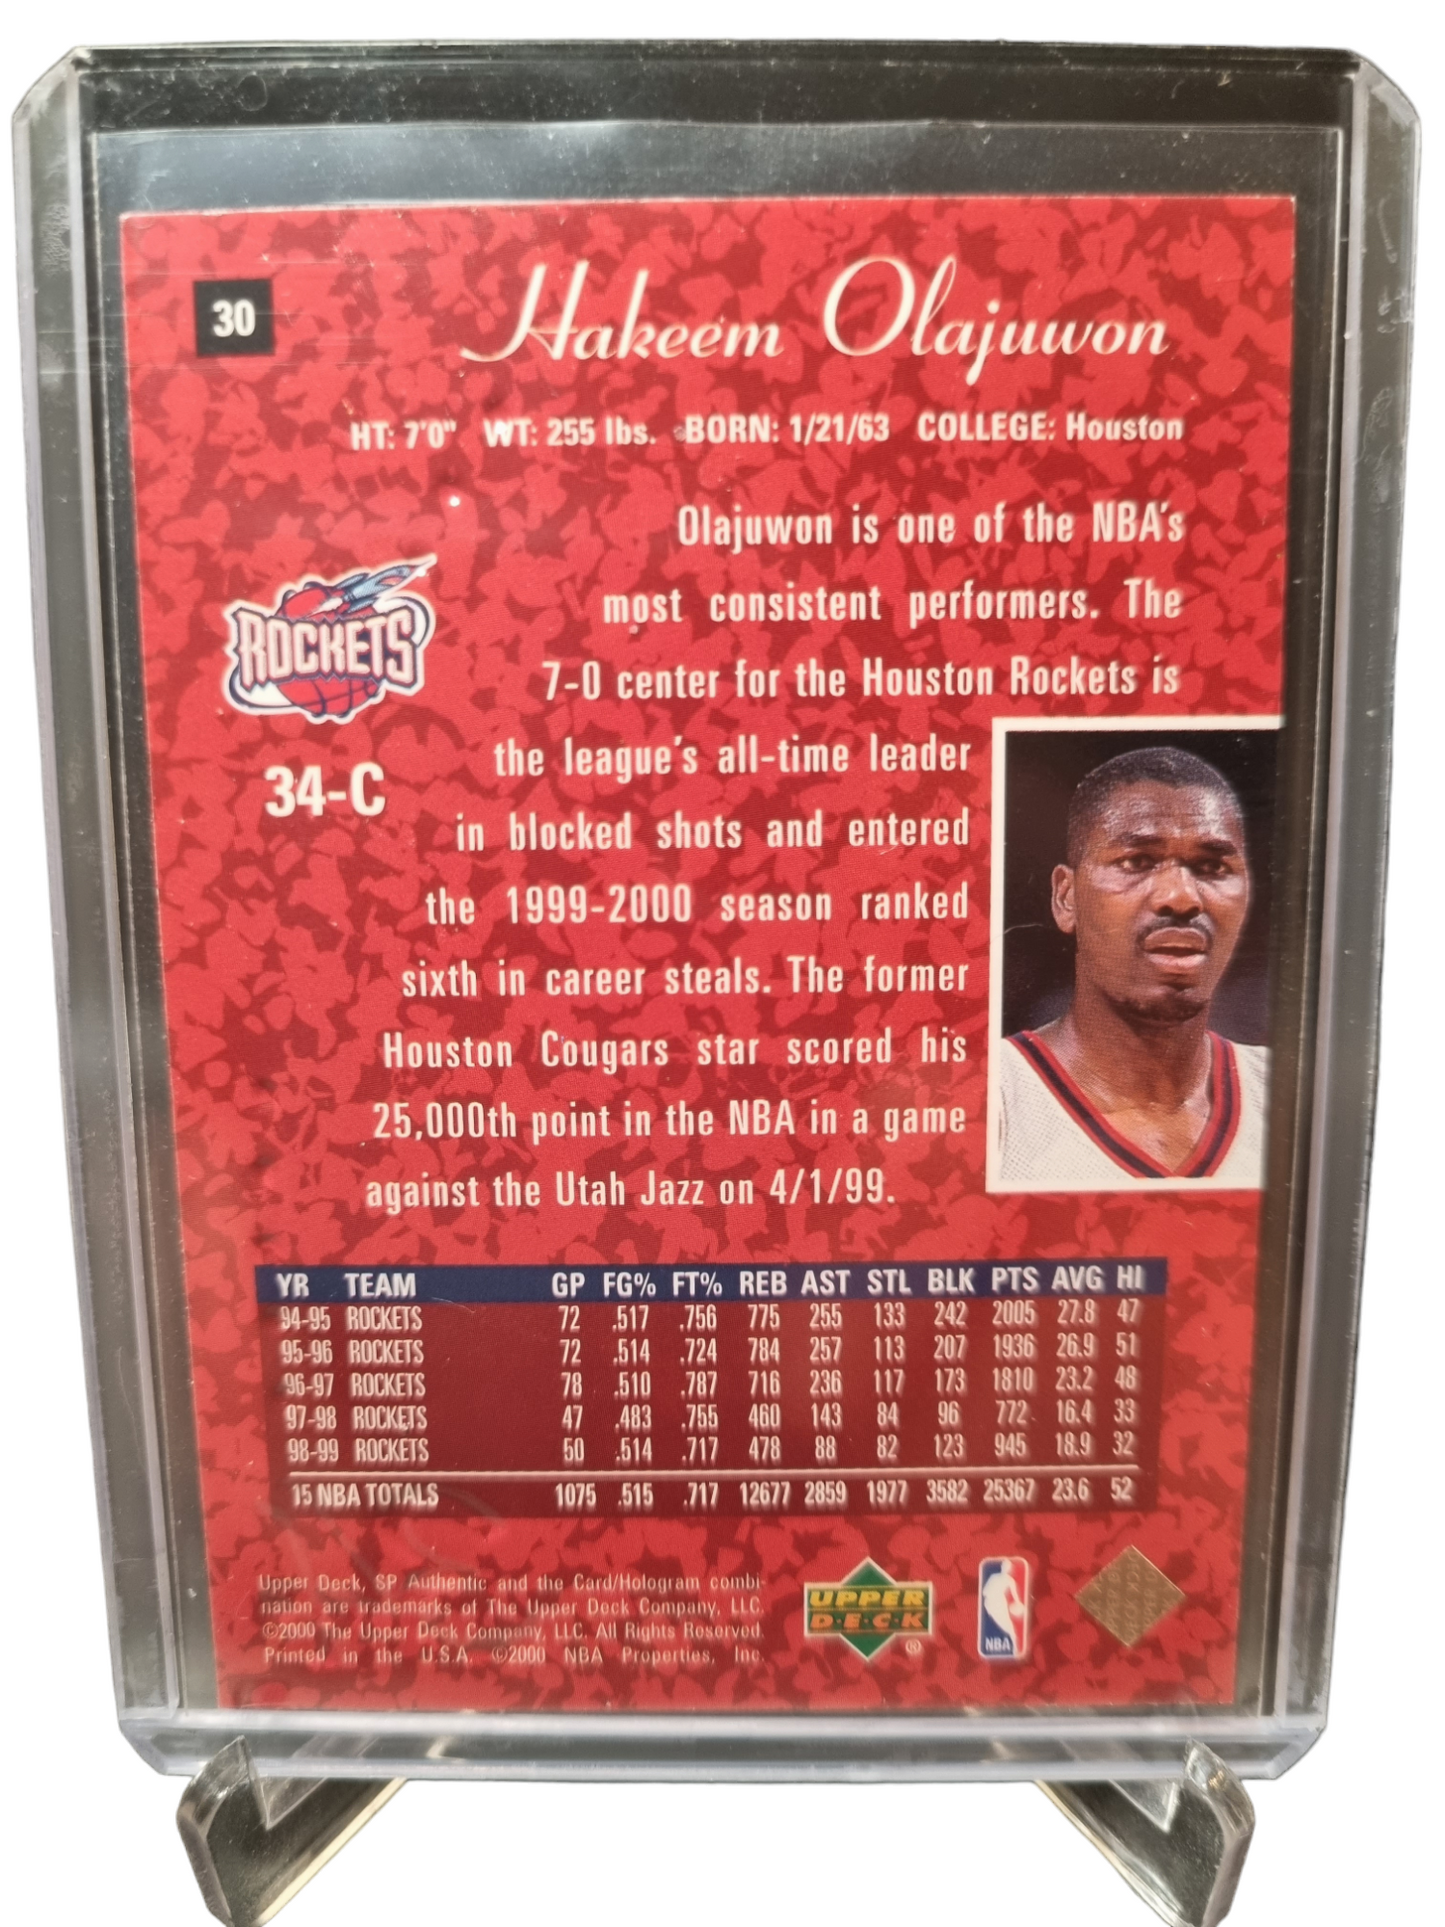 30
Hakeem Olajuwon
HT: 7'0" WT: 255 lbs. BORN: 1/21/63 COLLEGE: Houston
Olajuwon is one of the NBA's
most consistent performers. The
7-0 center for the Houston Rockets is
the league's all-time leader
in blocked shots and entered
the 1999-2000 season ranked
sixth in career steals. The former
Houston Cougars star scored his
25,000th point in the NBA in a game
against the Utah Jazz on 4/1/99.
ROCKETS
34-C
YR TEAM GP FG% FT% REB AST STL BLK PTS AVG HI
94-95 ROCKETS 72 .517 .756 775 255 133 242 2005 27.8 47
95-96 ROCKETS 72 .514 .724 784 257 113 207 1936 26.9 51
96-97 ROCKETS 78 .510 .787 716 236 117 173 1810 23.2 48
97-98 ROCKETS 47 .483 .755 460 143 84 96 772 16.4 33
98-99 ROCKETS 50 .514 .717 478 88 82 123 945 18.9 32
15 NBA TOTALS 1075 .515 .717 12677 2859 1977 3582 25367 23.6 52
Upper Deck, SP Authentic and the Card/Hologram combi-
nation are trademarks of The Upper Deck Company, LLC.
©2000 The Upper Deck Company, LLC. All Rights Reserved.
Printed in the U.S.A. ©2000 NBA Properties, Inc.
UPPER
D·E·C·K
®
NBA